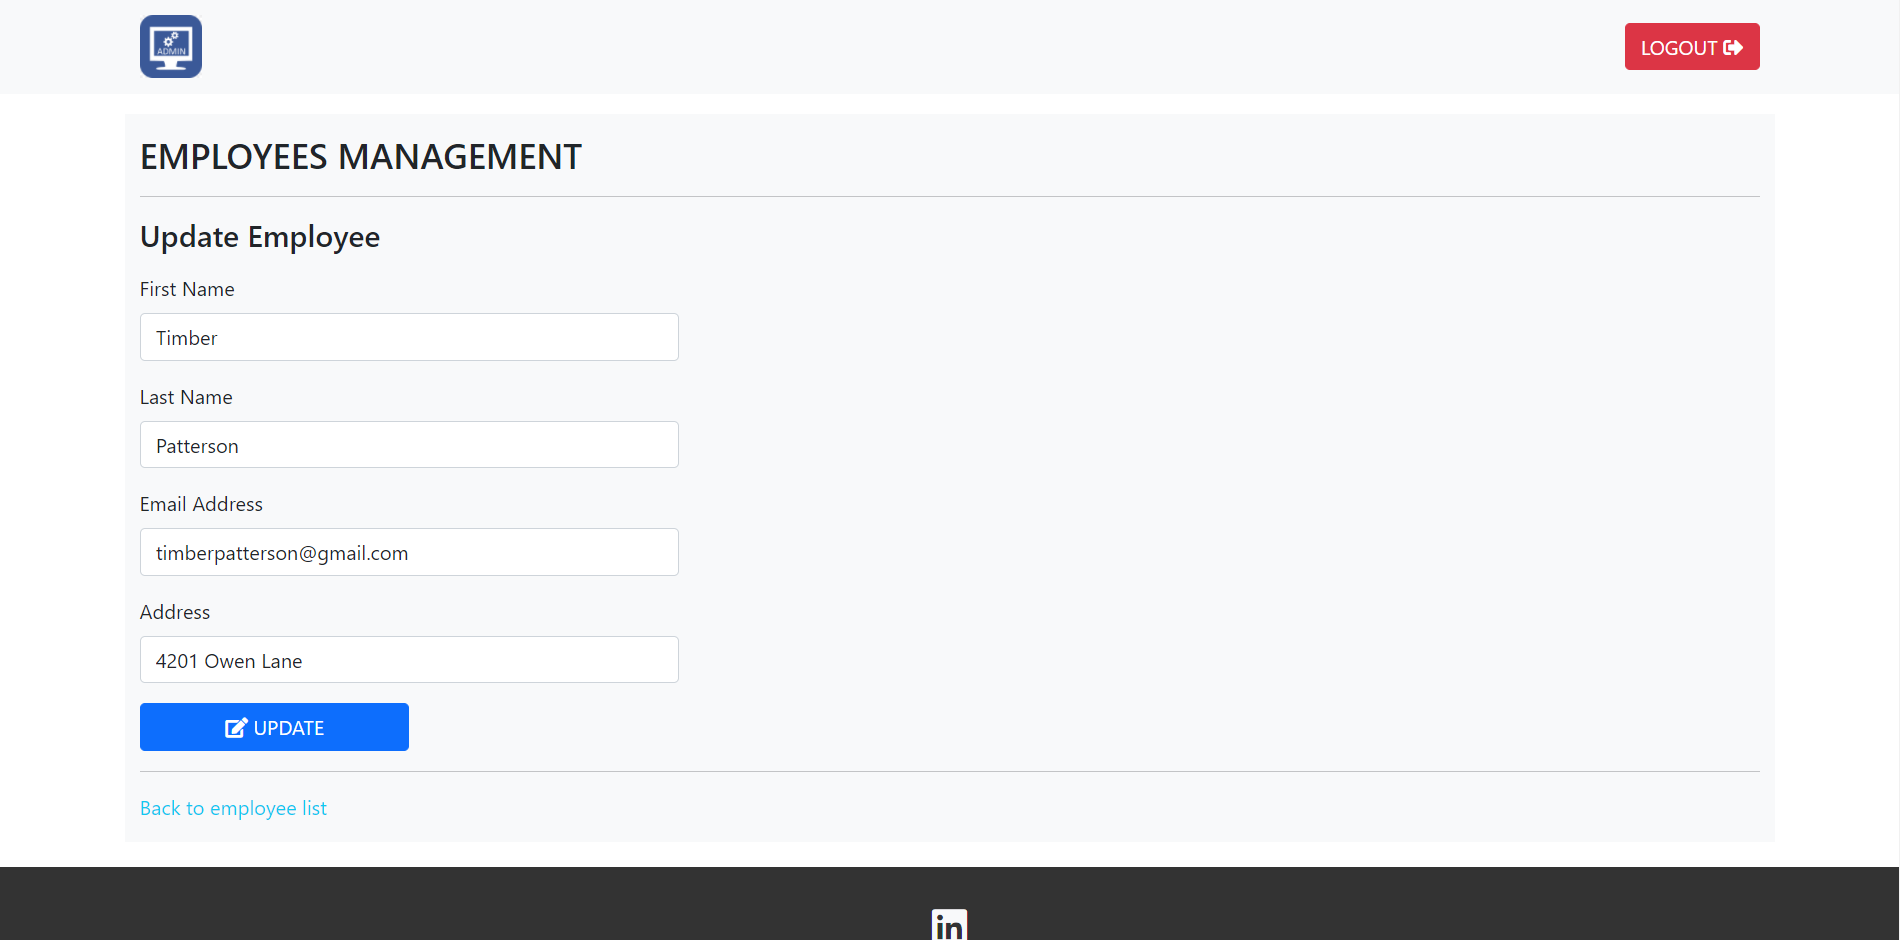 ADMIN
LOGOUT
EMPLOYEES MANAGEMENT
Update Employee
First Name
Timber
Last Name
Patterson
Email Address
timberpatterson@gmail.com
Address
4201 Owen Lane
UPDATE
Back to employee list
in